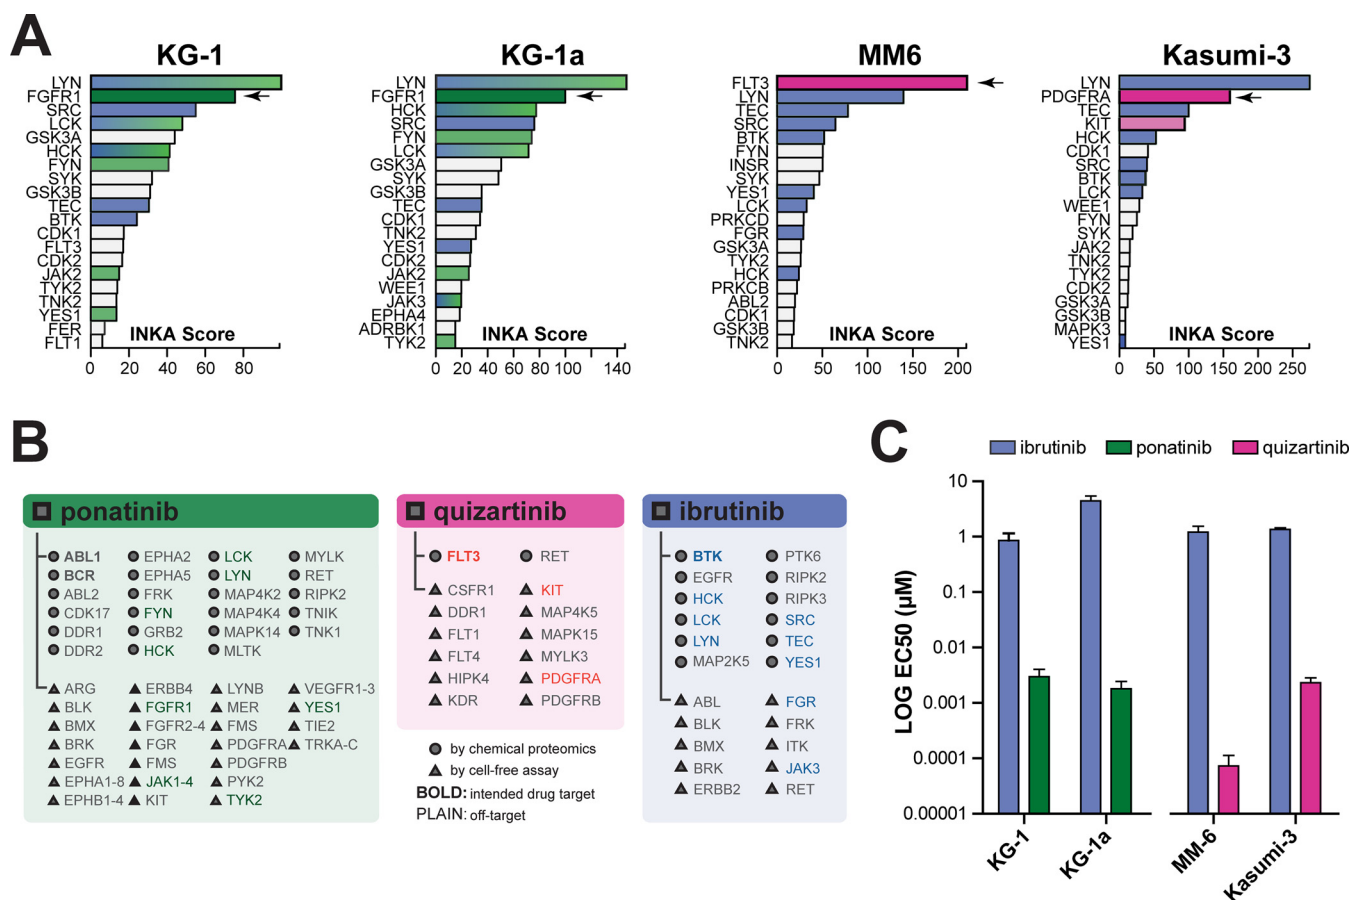 A
KG-1
LYN
FGFR1
SRC
LCK
GSK3A
HCK
FYN
SYK
GSK3B
TEC
BTK
CDK1
FLT3
CDK2
JAK2
TYK2
TNK2
YES1
FER
FLT1
INKA Score
0 20 40 60 80
KG-1a
LYN
FGFR1
HCK
SRC
FYN
LCK
GSK3A
SYK
GSK3B
TEC
CDK1
TNK2
YES1
CDK2
JAK2
WEE1
JAK3
EPHA4
ADRBK1
TYK2
INKA Score
0 20 40 60 80 100 140
MM6
FLT3
LYN
TEC
SRC
BTK
FYN
INSR
SYK
YES1
LCK
PRKCD
FGR
GSK3A
TYK2
HCK
PRKCB
ABL2
CDK1
GSK3B
TNK2
INKA Score
0 50 100 150 200
Kasumi-3
LYN
PDGFRA
TEC
KIT
HCK
CDK1
SRC
BTK
LCK
WEE1
FYN
SYK
JAK2
TNK2
TYK2
CDK2
GSK3A
GSK3B
MAPK3
YES1
INKA Score
0 50 100 150 200 250
B
ponatinib
ABL1 EPHA2 LCK MYLK
BCR EPHA5 LYN RET
ABL2 FRK MAP4K2 RIPK2
CDK17 FYN MAP4K4 TNIK
DDR1 GRB2 MAPK14 TNK1
DDR2 HCK MLTK
ARG ERBB4 LYNB VEGFR1-3
BLK FGFR1 MER YES1
BMX FGFR2-4 FMS TIE2
BRK FGR PDGFRA TRKA-C
EGFR FMS PDGFRB
EPHA1-8 JAK1-4 PYK2
EPHB1-4 KIT TYK2
quizartinib
FLT3 RET
CSFR1 KIT
DDR1 MAP4K5
FLT1 MAPK15
FLT4 MYLK3
HIPK4 PDGFRA
KDR PDGFRB
by chemical proteomics
by cell-free assay
BOLD: intended drug target
PLAIN: off-target
ibrutinib
BTK PTK6
EGFR RIPK2
HCK RIPK3
LCK SRC
LYN TEC
MAP2K5 YES1
ABL FGR
BLK FRK
BMX ITK
BRK JAK3
ERBB2 RET
C
ibrutinib ponatinib quizartinib
LOG EC50 (µM)
10
1
0.1
0.01
0.001
0.0001
0.00001
KG-1 KG-1a MM-6 Kasumi-3